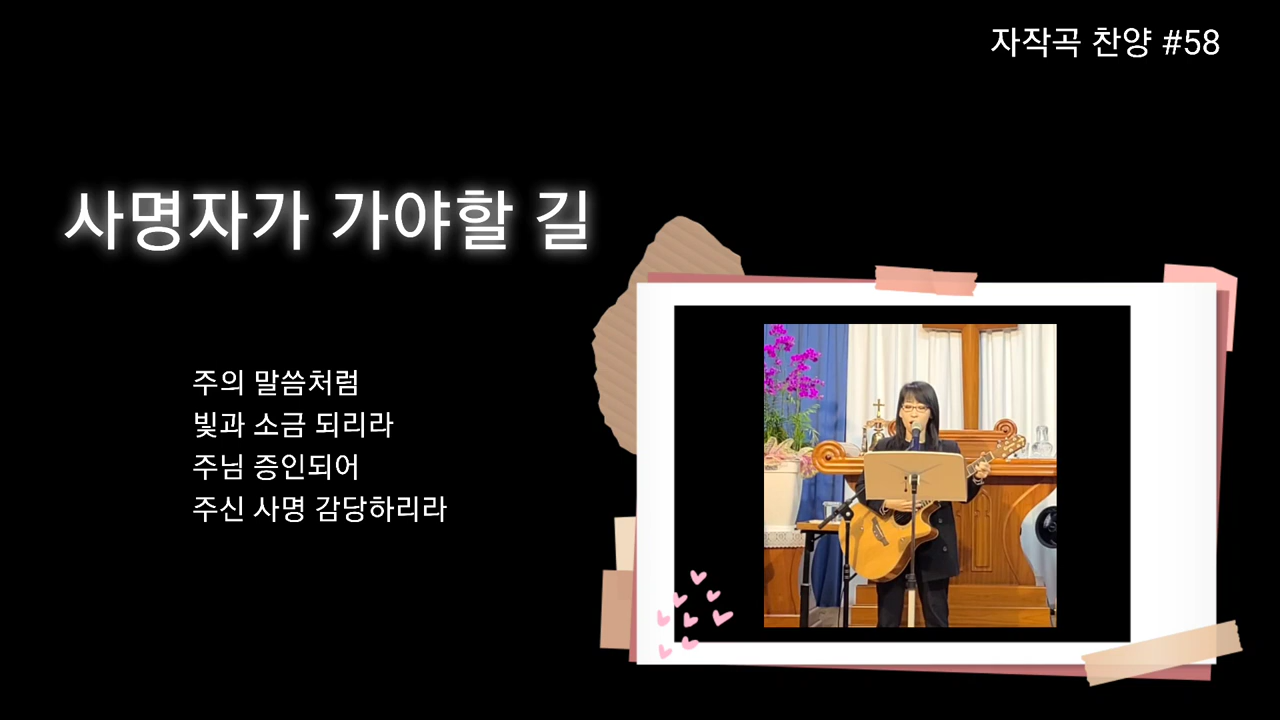 자작곡 찬양 #58
사명자가 가야할 길
주의 말씀처럼
빛과 소금 되리라
주님 증인되어
주신 사명 감당하리라